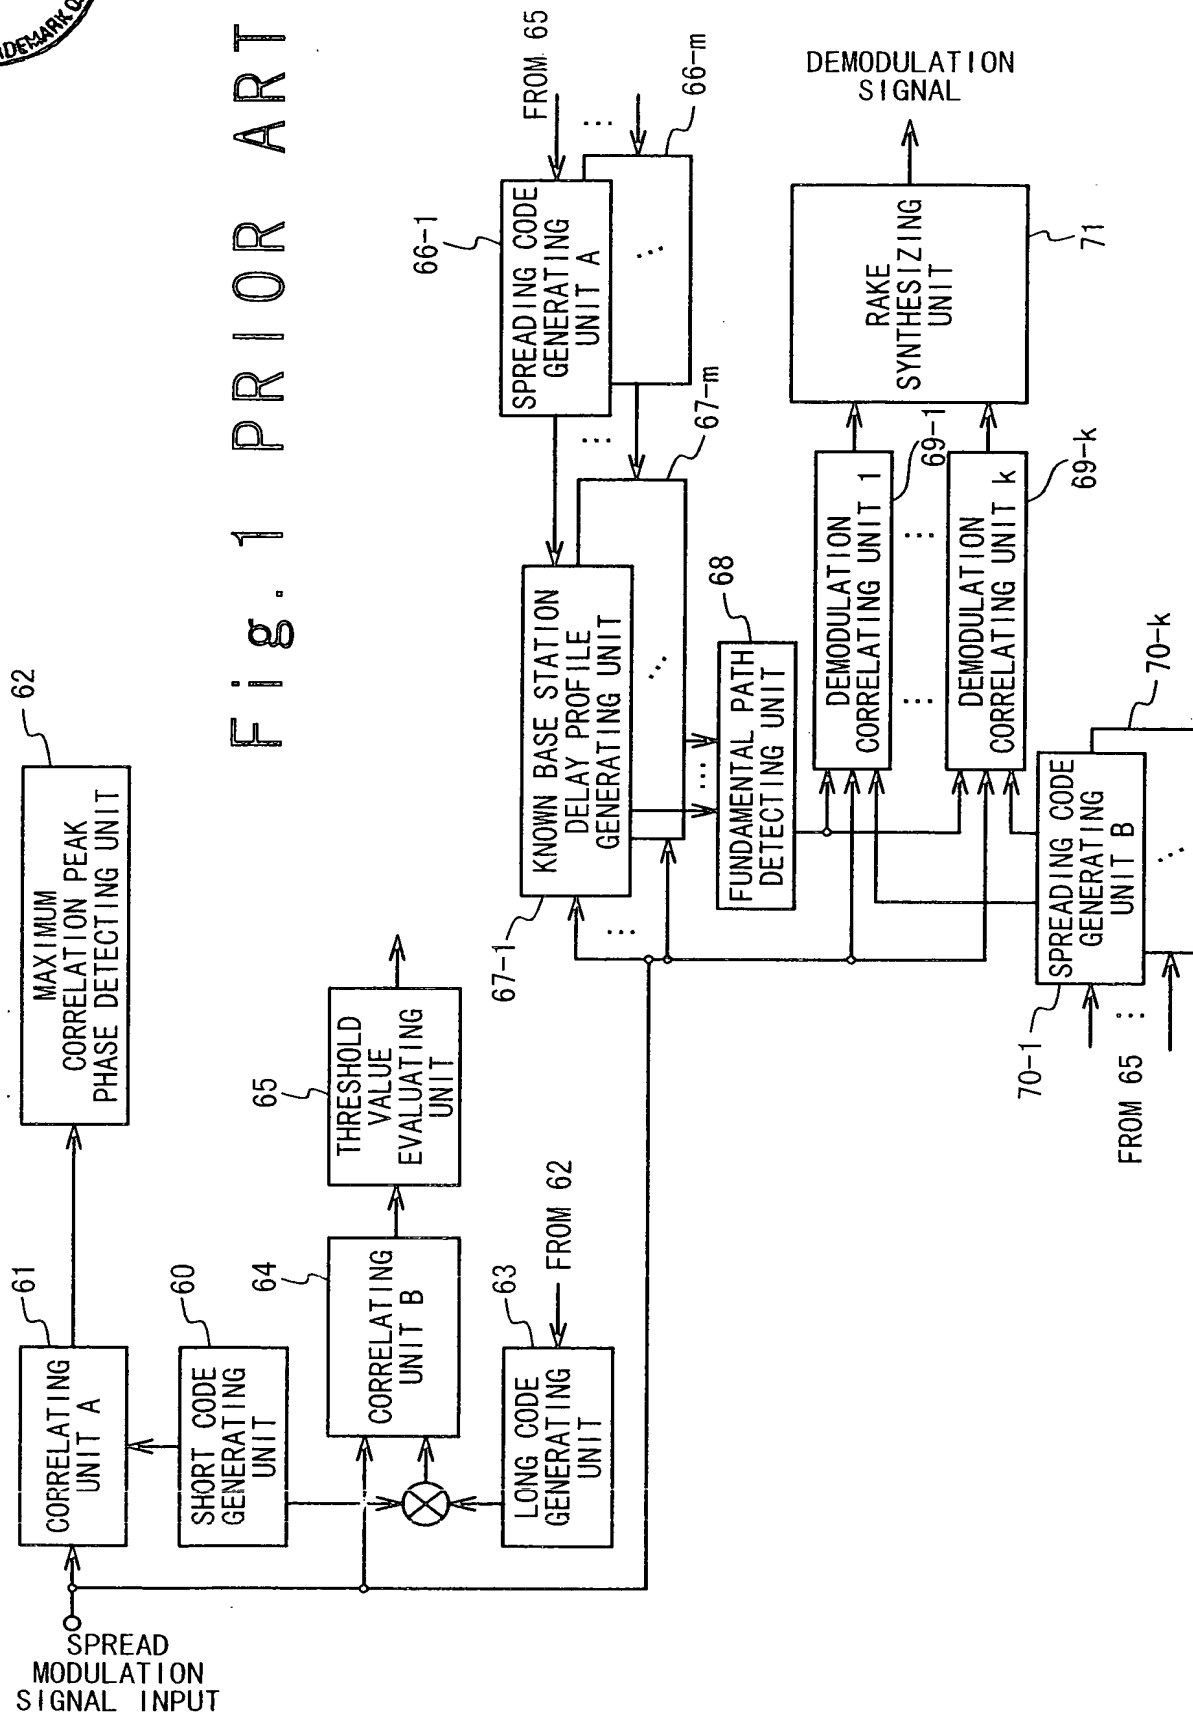 Fig.1 PRIOR ART
SPREAD
MODULATION
SIGNAL INPUT
CORRELATING
UNIT A
61
MAXIMUM
CORRELATION PEAK
PHASE DETECTING UNIT
62
SHORT CODE
GENERATING
UNIT
60
CORRELATING
UNIT B
64
THRESHOLD
VALUE
EVALUATING
UNIT
65
LONG CODE
GENERATING
UNIT
63
FROM 62
KNOWN BASE STATION
DELAY PROFILE
GENERATING UNIT
67-1
...
...
67-m
SPREADING CODE
GENERATING
UNIT A
66-1
...
...
66-m
FROM 65
...
FUNDAMENTAL PATH
DETECTING UNIT
68
...
DEMODULATION
CORRELATING UNIT 1
69-1
...
...
DEMODULATION
CORRELATING UNIT k
69-k
RAKE
SYNTHESIZING
UNIT
71
DEMODULATION
SIGNAL
SPREADING CODE
GENERATING
UNIT B
70-1
...
70-k
FROM 65
...